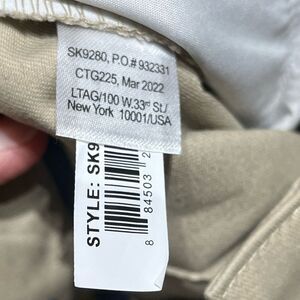 SK9280, P.O.# 932331
CTG225, Mar 2022
LTAG/100 W.33rd St./
New York 10001/USA
STYLE: SK9
8 84503 2